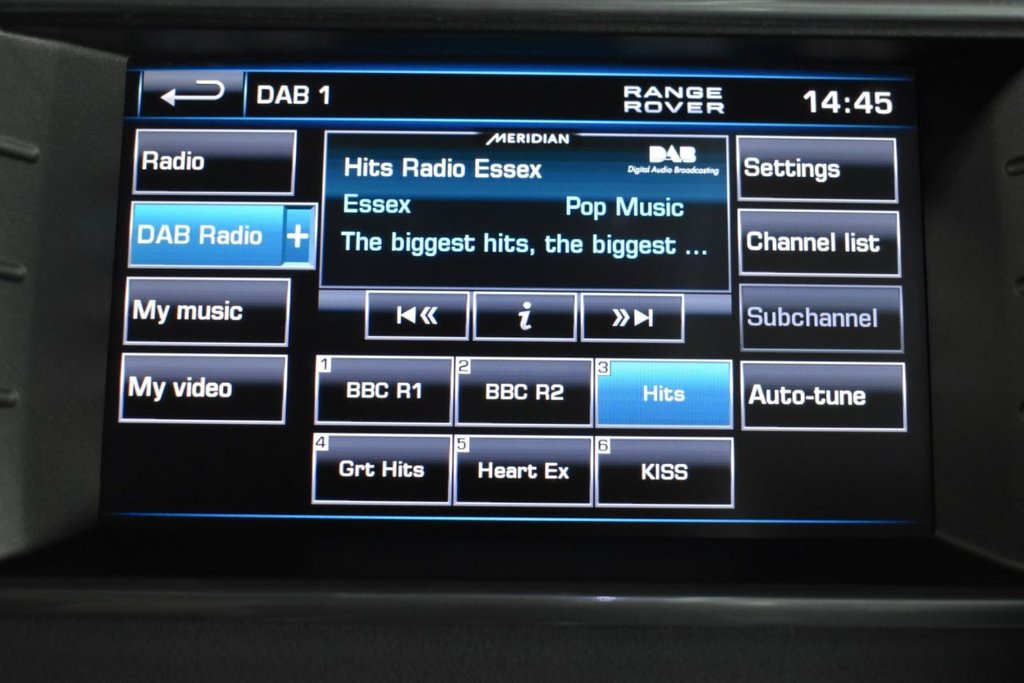 DAB 1
RANGE
ROVER
14:45
Radio
DAB Radio +
My music
My video
MERIDIAN
Hits Radio Essex
DAB
Digital Audio Broadcasting
Essex
Pop Music
The biggest hits, the biggest ...
i
1 BBC R1
2 BBC R2
3 Hits
4 Grt Hits
5 Heart Ex
6 KISS
Settings
Channel list
Subchannel
Auto-tune